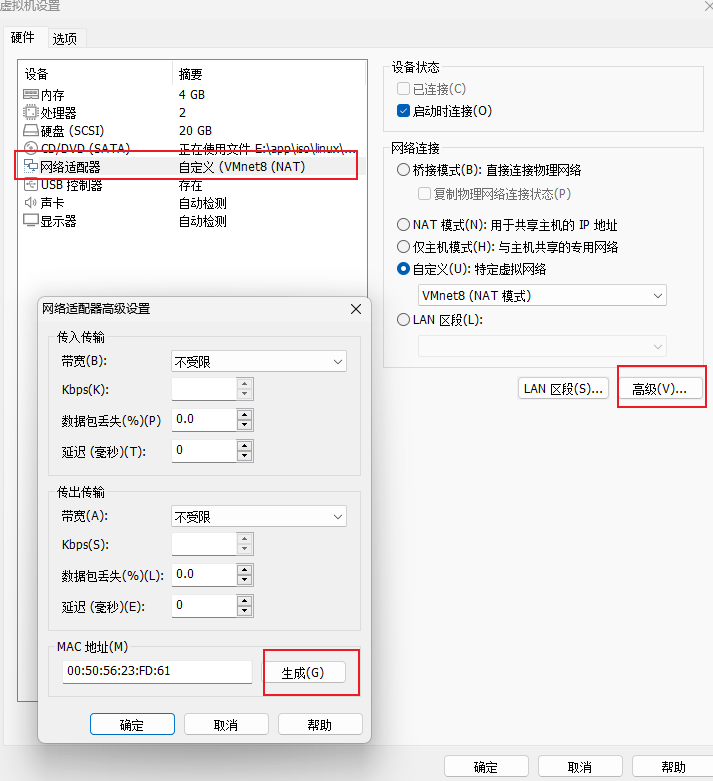 虚拟机设置
硬件
选项
设备
摘要
内存
4 GB
处理器
2
硬盘 (SCSI)
20 GB
CD/DVD (SATA)
正在使用文件 E:\app\iso\linux\...
网络适配器
自定义 (VMnet8 (NAT)
USB 控制器
存在
声卡
自动检测
显示器
自动检测
设备状态
已连接(C)
启动时连接(O)
网络连接
桥接模式(B): 直接连接物理网络
复制物理网络连接状态(P)
NAT 模式(N): 用于共享主机的 IP 地址
仅主机模式(H): 与主机共享的专用网络
自定义(U): 特定虚拟网络
VMnet8 (NAT 模式)
LAN 区段(L):
LAN 区段(S)...
高级(V)...
网络适配器高级设置
传入传输
带宽(B):
不受限
Kbps(K):
数据包丢失(%)(P)
0.0
延迟 (毫秒)(T):
0
传出传输
带宽(A):
不受限
Kbps(S):
数据包丢失(%)(L):
0.0
延迟 (毫秒)(E):
0
MAC 地址(M)
00:50:56:23:FD:61
生成(G)
确定
取消
帮助
确定
取消
帮助